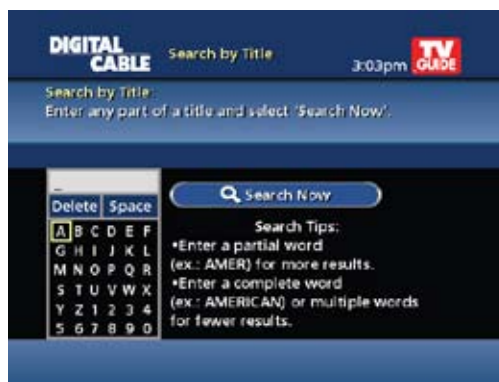 DIGITAL
CABLE
Search by Title
3:03pm
TV
GUIDE
Search by Title:
Enter any part of a title and select 'Search Now'.
_
Delete Space
A B C D E F
G H I J K L
M N O P Q R
S T U V W X
Y Z 1 2 3 4
5 6 7 8 9 0
Search Now
Search Tips:
•Enter a partial word
(ex.: AMER) for more results.
•Enter a complete word
(ex.: AMERICAN) or multiple words
for fewer results.